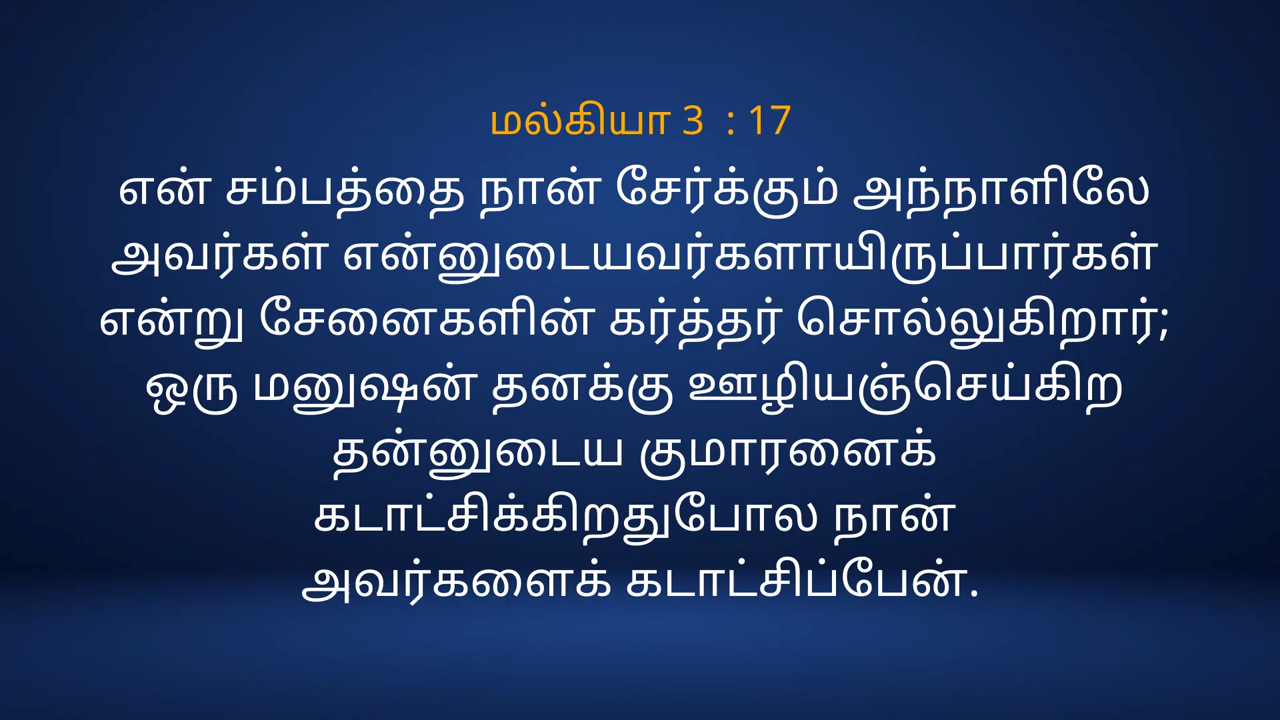 மல்கியா 3  : 17
என் சம்பத்தை நான் சேர்க்கும் அந்நாளிலே
அவர்கள் என்னுடையவர்களாயிருப்பார்கள்
என்று சேனைகளின் கர்த்தர் சொல்லுகிறார்;
ஒரு மனுஷன் தனக்கு ஊழியஞ்செய்கிற
தன்னுடைய குமாரனைக்
கடாட்சிக்கிறதுபோல நான்
அவர்களைக் கடாட்சிப்பேன்.